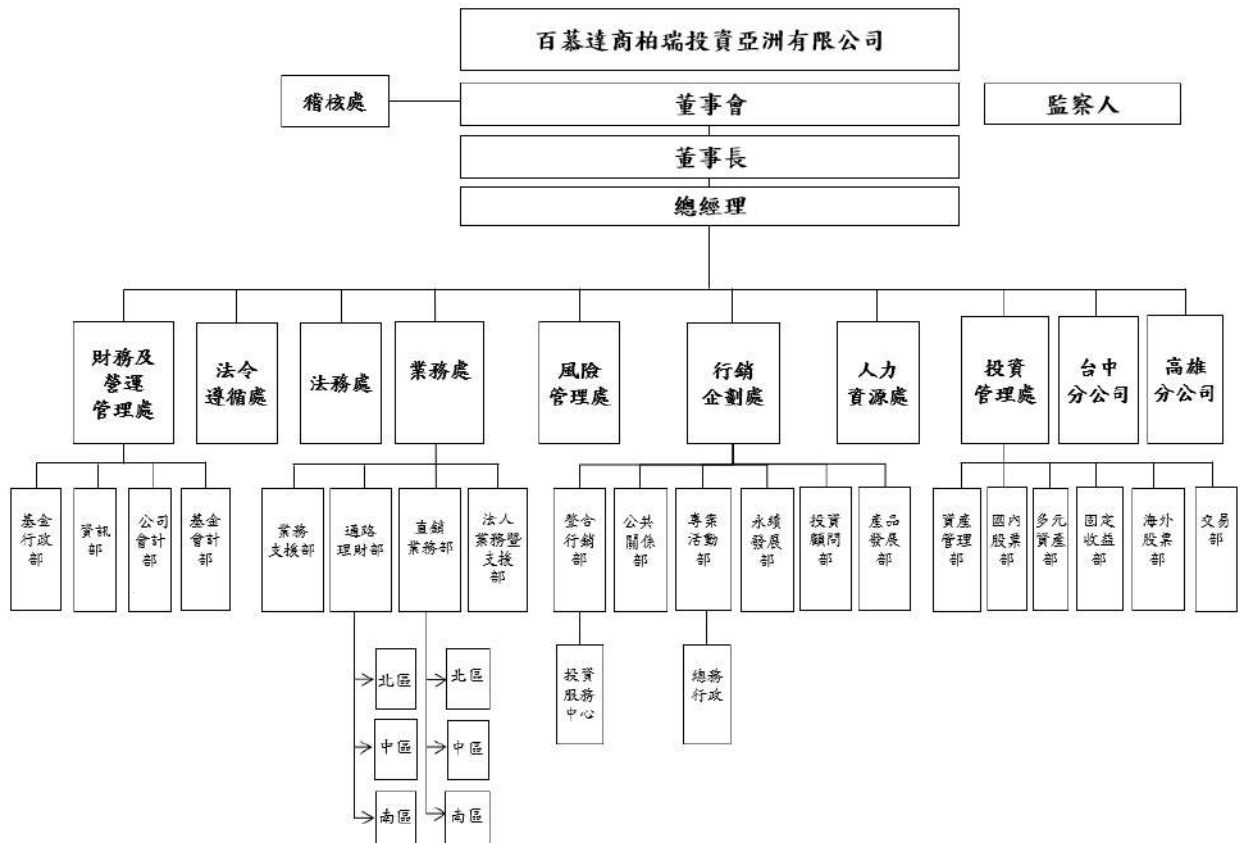 百慕達商柏瑞投資亞洲有限公司
稽核處
董事會
監察人
董事長
總經理
財務及
營運
管理處
法令
遵循處
法務處
業務處
風險
管理處
行銷
企劃處
人力
資源處
投資
管理處
台中
分公司
高雄
分公司
基金
行政
部
資訊
部
公司
會計
部
基金
會計
部
業務
支援部
通路
理財部
直銷
業務部
法人
業務暨
支援
部
整合
行銷
部
公共
關係
部
專案
活動
部
永續
發展
部
投資
顧問
部
產品
發展
部
資產
管理
部
國內
股票
部
多元
資產
部
固定
收益
部
海外
股票
部
交易
部
北區
中區
南區
北區
中區
南區
投資
服務
中心
總務
行政